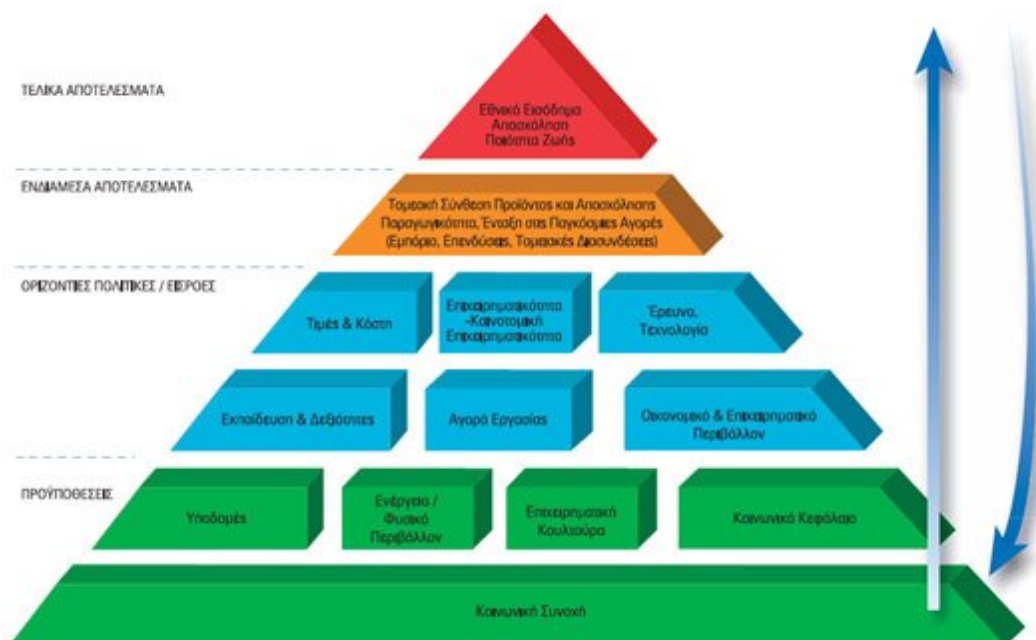 ΤΕΛΙΚΑ ΑΠΟΤΕΛΕΣΜΑΤΑ
Εθνικό Εισόδημα
Απασχόληση
Ποιότητα Ζωής
ΕΝΔΙΑΜΕΣΑ ΑΠΟΤΕΛΕΣΜΑΤΑ
Τομεακή Σύνθεση Προϊόντος και Απασχόλησης
Παραγωγικότητα, Ένταξη στις Παγκόσμιες Αγορές
(Εμπόριο, Επενδύσεις, Τομεακές Διασυνδέσεις)
ΟΡΙΖΟΝΤΙΕΣ ΠΟΛΙΤΙΚΕΣ / ΕΙΣΡΟΕΣ
Τιμές & Κόστη
Επιχειρηματικότητα
-Καινοτομική
Επιχειρηματικότητα
Έρευνα,
Τεχνολογία
Εκπαίδευση & Δεξιότητες
Αγορά Εργασίας
Οικονομικό & Επιχειρηματικό
Περιβάλλον
ΠΡΟΫΠΟΘΕΣΕΙΣ
Υποδομές
Ενέργεια /
Φυσικό
Περιβάλλον
Επιχειρηματική
Κουλτούρα
Κοινωνικό Κεφάλαιο
Κοινωνική Συνοχή